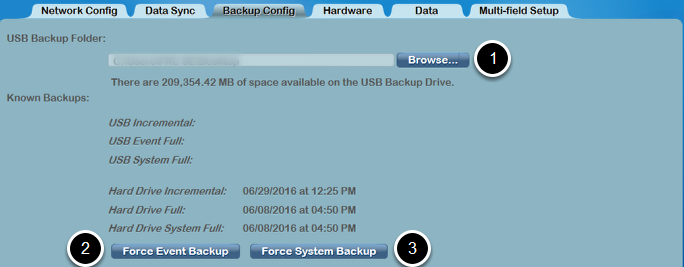 Network Config Data Sync Backup Config Hardware Data Multi-field Setup
USB Backup Folder:
Browse... 1
There are 209,354.42 MB of space available on the USB Backup Drive.
Known Backups:
USB Incremental:
USB Event Full:
USB System Full:
Hard Drive Incremental: 06/29/2016 at 12:25 PM
Hard Drive Full: 06/08/2016 at 04:50 PM
Hard Drive System Full: 06/08/2016 at 04:50 PM
2 Force Event Backup Force System Backup 3